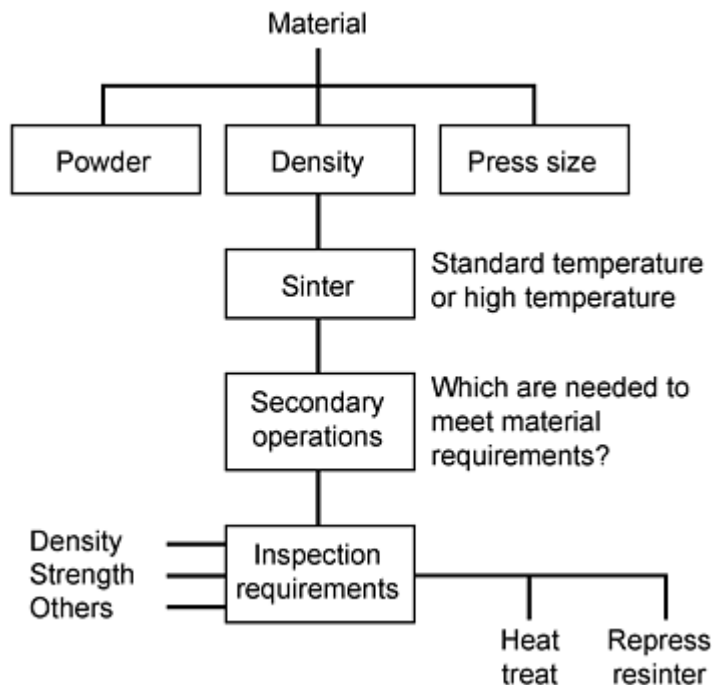 Material
Powder
Density
Press size
Sinter
Standard temperature
or high temperature
Secondary
operations
Which are needed to
meet material
requirements?
Density
Strength
Others
Inspection
requirements
Heat
treat
Repress
resinter